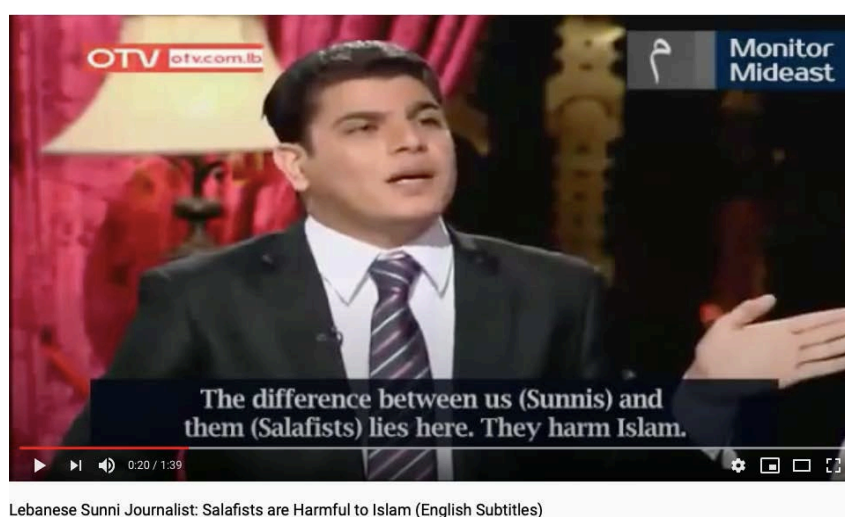 OTV otv.com.lb
م Monitor
Mideast
The difference between us (Sunnis) and
them (Salafists) lies here. They harm Islam.
0:20 / 1:39
Lebanese Sunni Journalist: Salafists are Harmful to Islam (English Subtitles)